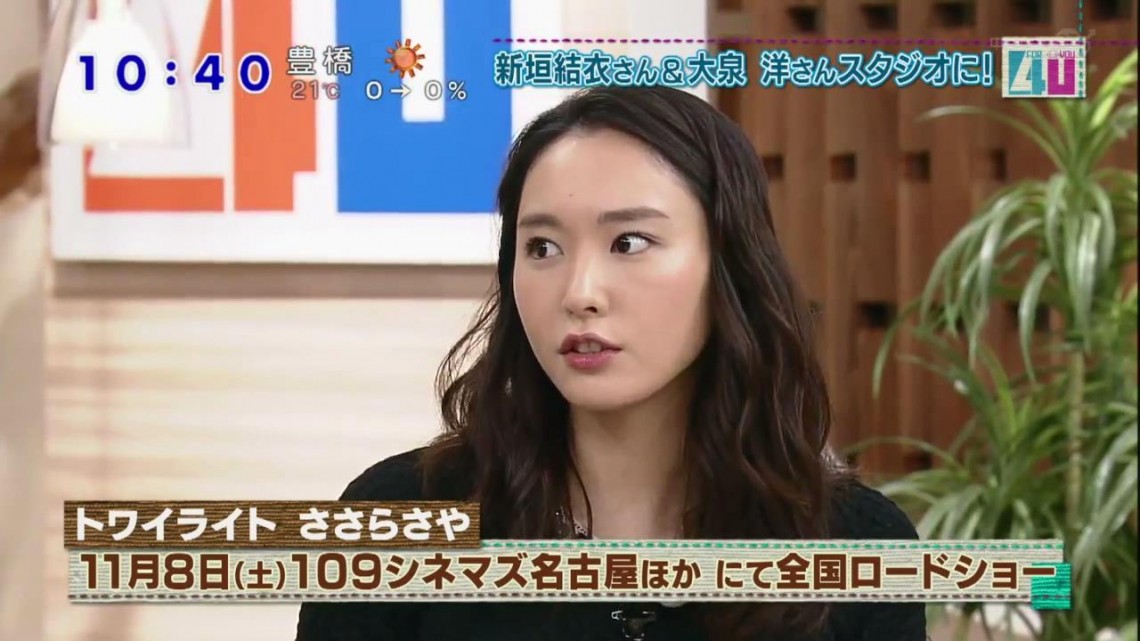 10:40
豊橋
21℃ 0→ 0%
新垣結衣さん&大泉 洋さんスタジオに!
FOR YOU
4U
4U
トワイライト ささらさや
11月8日(土)109シネマズ名古屋ほか にて全国ロードショー